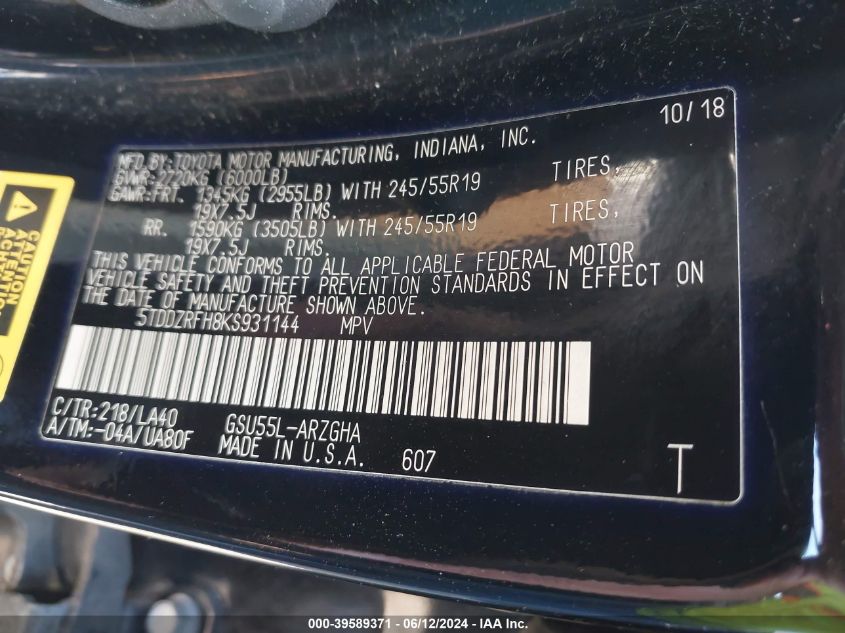 10/18
MFD.BY:TOYOTA MOTOR MANUFACTURING, INDIANA, INC.
GVWR:2720KG (6000LB)
GAWR:FRT. 1345KG (2955LB) WITH 245/55R19 TIRES,
19X7.5J RIMS.
RR. 1590KG (3505LB) WITH 245/55R19 TIRES,
19X7.5J RIMS.
THIS VEHICLE CONFORMS TO ALL APPLICABLE FEDERAL MOTOR
VEHICLE SAFETY AND THEFT PREVENTION STANDARDS IN EFFECT ON
THE DATE OF MANUFACTURE SHOWN ABOVE.
5TDDZRFH8KS931144 MPV
C/TR:218/LA40 GSU55L-ARZGHA
A/TM:-04A/UA80F MADE IN U.S.A. 607
T
CAUTION
ATTENTION
000-39589371 - 06/12/2024 - IAA Inc.